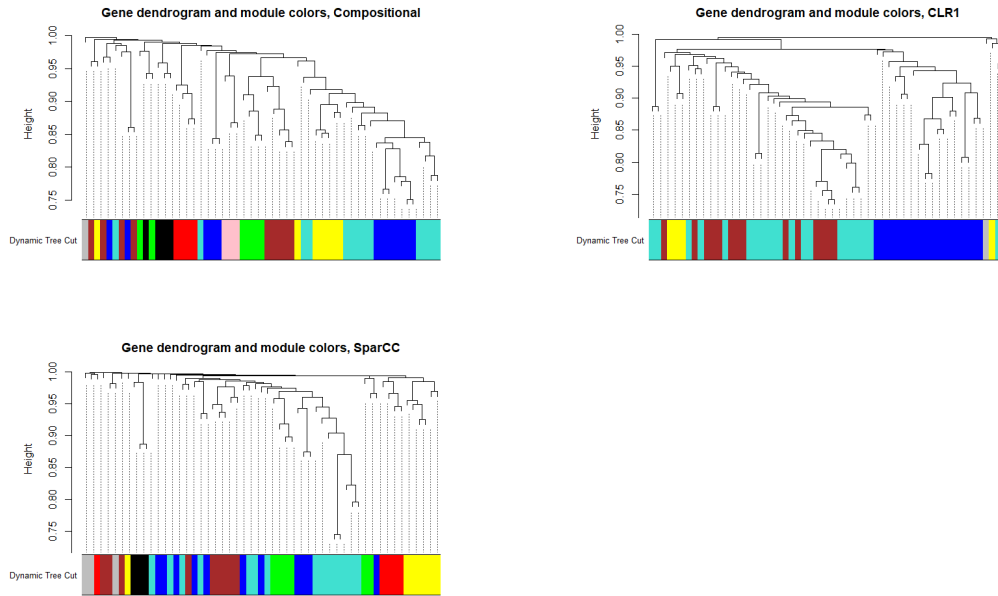 Gene dendrogram and module colors, Compositional
Height
1.00
0.95
0.90
0.85
0.80
0.75
Dynamic Tree Cut
Gene dendrogram and module colors, CLR1
Height
1.00
0.95
0.90
0.85
0.80
0.75
Dynamic Tree Cut
Gene dendrogram and module colors, SparCC
Height
1.00
0.95
0.90
0.85
0.80
0.75
Dynamic Tree Cut